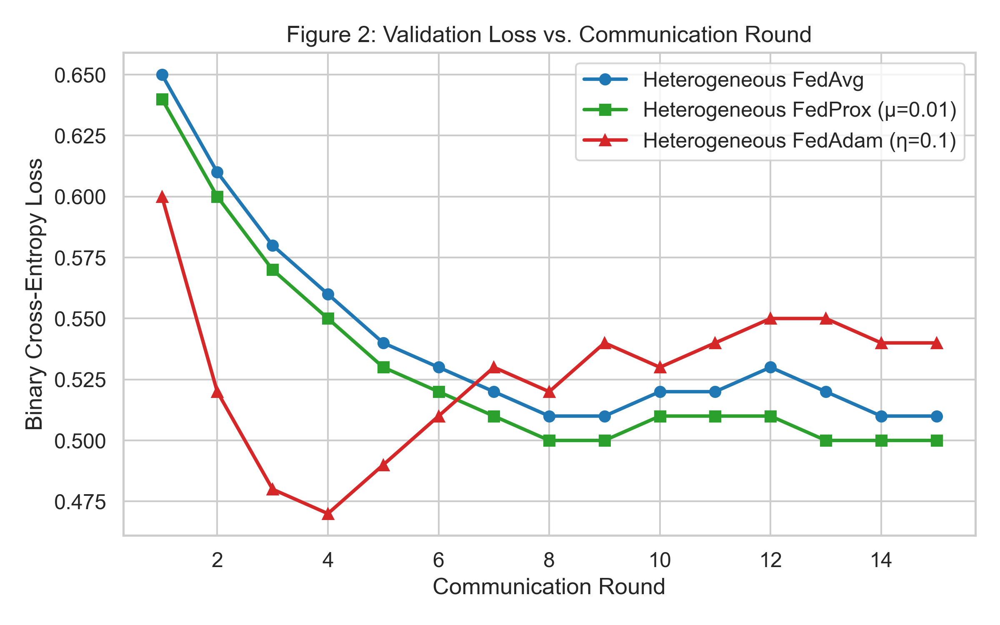 Figure 2: Validation Loss vs. Communication Round
Heterogeneous FedAvg
Heterogeneous FedProx (μ=0.01)
Heterogeneous FedAdam (η=0.1)
Binary Cross-Entropy Loss
0.650
0.625
0.600
0.575
0.550
0.525
0.500
0.475
2 4 6 8 10 12 14
Communication Round